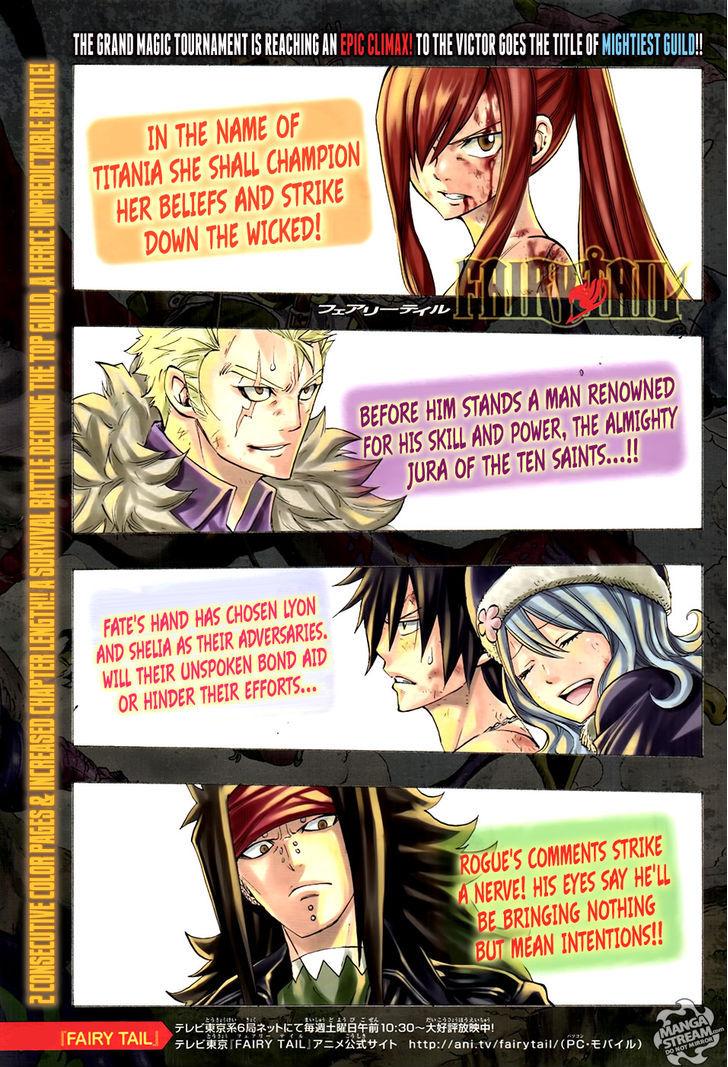 THE GRAND MAGIC TOURNAMENT IS REACHING AN EPIC CLIMAX! TO THE VICTOR GOES THE TITLE OF MIGHTIEST GUILD!!
2 CONSECUTIVE COLOR PAGES & INCREASED CHAPTER LENGTH!! A SURVIVAL BATTLE DECIDING THE TOP GUILD, A FIERCE UNPREDICTABLE BATTLE!
IN THE NAME OF
TITANIA SHE SHALL CHAMPION
HER BELIEFS AND STRIKE
DOWN THE WICKED!
FAIRY TAIL
フェアリーテイル
BEFORE HIM STANDS A MAN RENOWNED
FOR HIS SKILL AND POWER, THE ALMIGHTY
JURA OF THE TEN SAINTS...!!
FATE'S HAND HAS CHOSEN LYON
AND SHELIA AS THEIR ADVERSARIES.
WILL THEIR UNSPOKEN BOND AID
OR HINDER THEIR EFFORTS...
ROGUE'S COMMENTS STRIKE
A NERVE! HIS EYES SAY HE'LL
BE BRINGING NOTHING
BUT MEAN INTENTIONS!!
『FAIRY TAIL』
テレビ東京系6局ネットにて毎週土曜日午前10:30～大好評放映中!
テレビ東京『FAIRY TAIL』アニメ公式サイト http://ani.tv/fairytail/(PC・モバイル)
MANGA
STREAM.com
DO NOT MIRROR